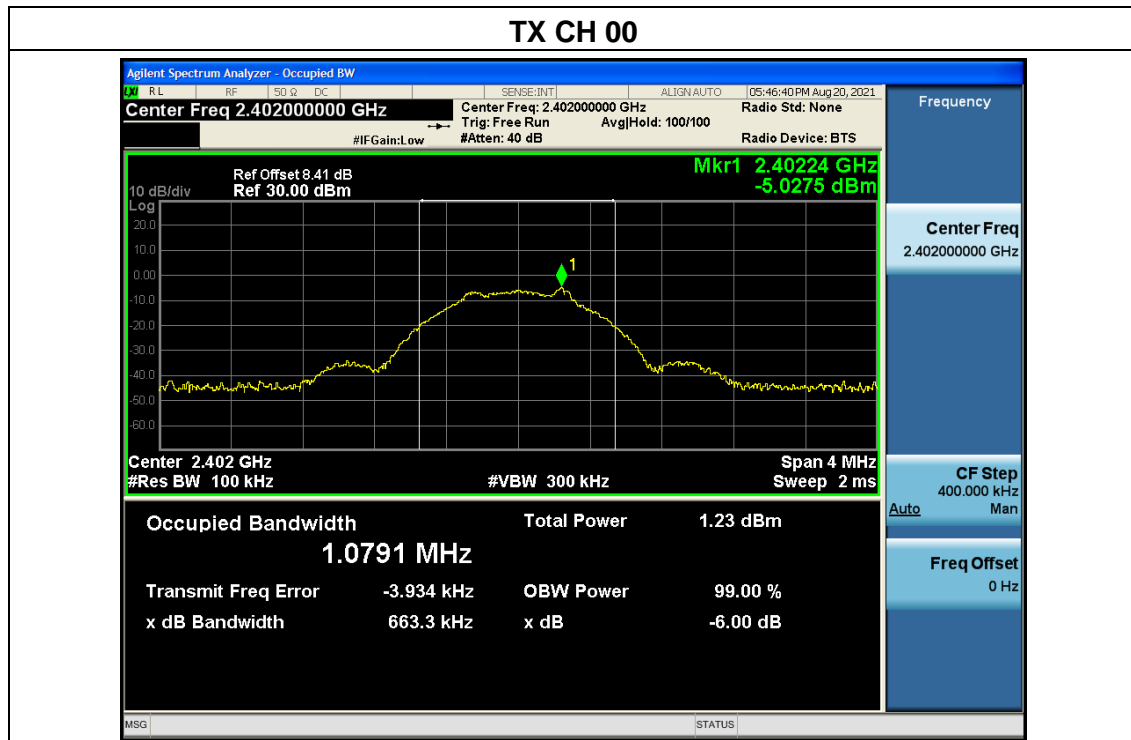 TX CH 00
Agilent Spectrum Analyzer - Occupied BW
LXI RL RF 50 Ω DC SENSE:INT ALIGN AUTO 05:46:40 PM Aug 20, 2021
Center Freq 2.402000000 GHz
Center Freq: 2.402000000 GHz
Radio Std: None
Trig: Free Run Avg|Hold: 100/100
#IFGain:Low #Atten: 40 dB Radio Device: BTS
Frequency
Mkr1 2.40224 GHz
-5.0275 dBm
Ref Offset 8.41 dB
10 dB/div Ref 30.00 dBm
Log
20.0
10.0
0.00
-10.0
-20.0
-30.0
-40.0
-50.0
-60.0
1
Center 2.402 GHz Span 4 MHz
#Res BW 100 kHz #VBW 300 kHz Sweep 2 ms
Center Freq
2.402000000 GHz
CF Step
400.000 kHz
Auto Man
Freq Offset
0 Hz
Occupied Bandwidth Total Power 1.23 dBm
1.0791 MHz
Transmit Freq Error -3.934 kHz OBW Power 99.00 %
x dB Bandwidth 663.3 kHz x dB -6.00 dB
MSG STATUS